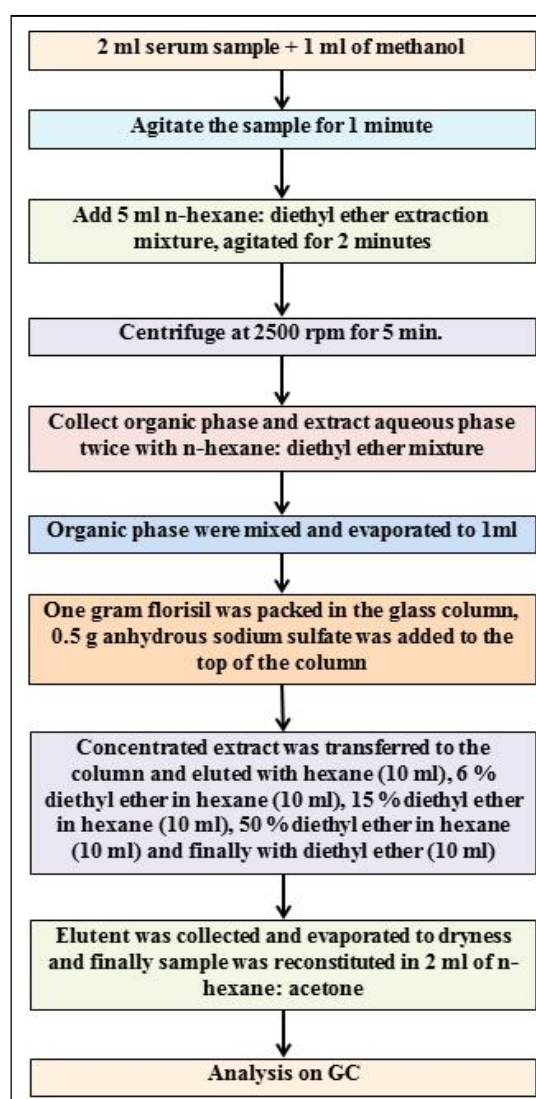 2 ml serum sample + 1 ml of methanol
Agitate the sample for 1 minute
Add 5 ml n-hexane: diethyl ether extraction
mixture, agitated for 2 minutes
Centrifuge at 2500 rpm for 5 min.
Collect organic phase and extract aqueous phase
twice with n-hexane: diethyl ether mixture
Organic phase were mixed and evaporated to 1ml
One gram florisil was packed in the glass column,
0.5 g anhydrous sodium sulfate was added to the
top of the column
Concentrated extract was transferred to the
column and eluted with hexane (10 ml), 6 %
diethyl ether in hexane (10 ml), 15 % diethyl ether
in hexane (10 ml), 50 % diethyl ether in hexane
(10 ml) and finally with diethyl ether (10 ml)
Elutent was collected and evaporated to dryness
and finally sample was reconstituted in 2 ml of n-
hexane: acetone
Analysis on GC